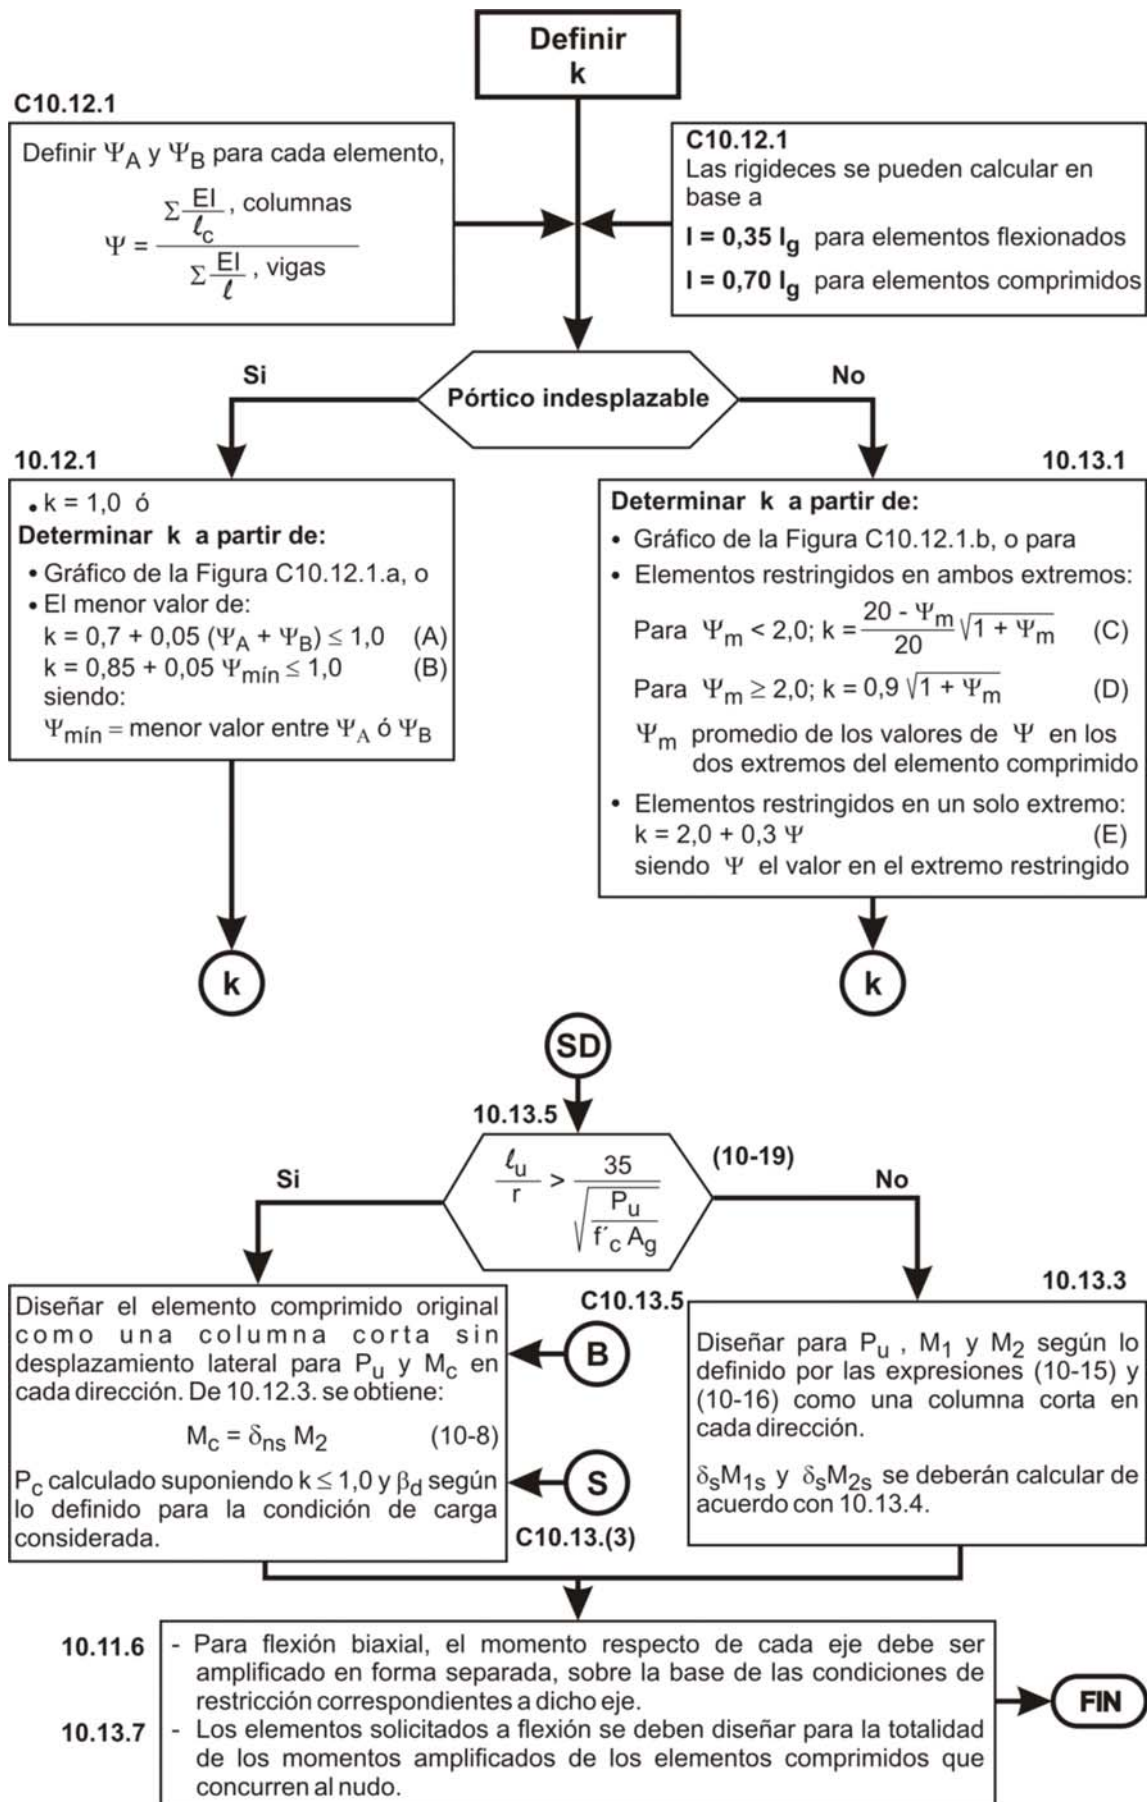 Definir
k
C10.12.1
Definir Ψ_A y Ψ_B para cada elemento,
Ψ = (Σ EI/ℓ_c , columnas) / (Σ EI/ℓ , vigas)
C10.12.1
Las rigideces se pueden calcular en
base a
I = 0,35 I_g para elementos flexionados
I = 0,70 I_g para elementos comprimidos
Si
Pórtico indesplazable
No
10.12.1
• k = 1,0 ó
Determinar k a partir de:
• Gráfico de la Figura C10.12.1.a, o
• El menor valor de:
k = 0,7 + 0,05 (Ψ_A + Ψ_B) ≤ 1,0 (A)
k = 0,85 + 0,05 Ψ_mín ≤ 1,0 (B)
siendo:
Ψ_mín = menor valor entre Ψ_A ó Ψ_B
k
10.13.1
Determinar k a partir de:
• Gráfico de la Figura C10.12.1.b, o para
• Elementos restringidos en ambos extremos:
Para Ψ_m < 2,0; k = (20 - Ψ_m)/20 √(1 + Ψ_m) (C)
Para Ψ_m ≥ 2,0; k = 0,9 √(1 + Ψ_m) (D)
Ψ_m promedio de los valores de Ψ en los
dos extremos del elemento comprimido
• Elementos restringidos en un solo extremo:
k = 2,0 + 0,3 Ψ (E)
siendo Ψ el valor en el extremo restringido
k
SD
10.13.5
ℓ_u/r > 35/√(P_u/(f´_c A_g))
(10-19)
Si
No
Diseñar el elemento comprimido original
como una columna corta sin
desplazamiento lateral para P_u y M_c en
cada dirección. De 10.12.3. se obtiene:
M_c = δ_ns M_2 (10-8)
P_c calculado suponiendo k ≤ 1,0 y β_d según
lo definido para la condición de carga
considerada.
C10.13.5
B
S
C10.13.(3)
10.13.3
Diseñar para P_u , M_1 y M_2 según lo
definido por las expresiones (10-15) y
(10-16) como una columna corta en
cada dirección.
δ_sM_1s y δ_sM_2s se deberán calcular de
acuerdo con 10.13.4.
10.11.6 - Para flexión biaxial, el momento respecto de cada eje debe ser
amplificado en forma separada, sobre la base de las condiciones de
restricción correspondientes a dicho eje.
10.13.7 - Los elementos solicitados a flexión se deben diseñar para la totalidad
de los momentos amplificados de los elementos comprimidos que
concurren al nudo.
FIN